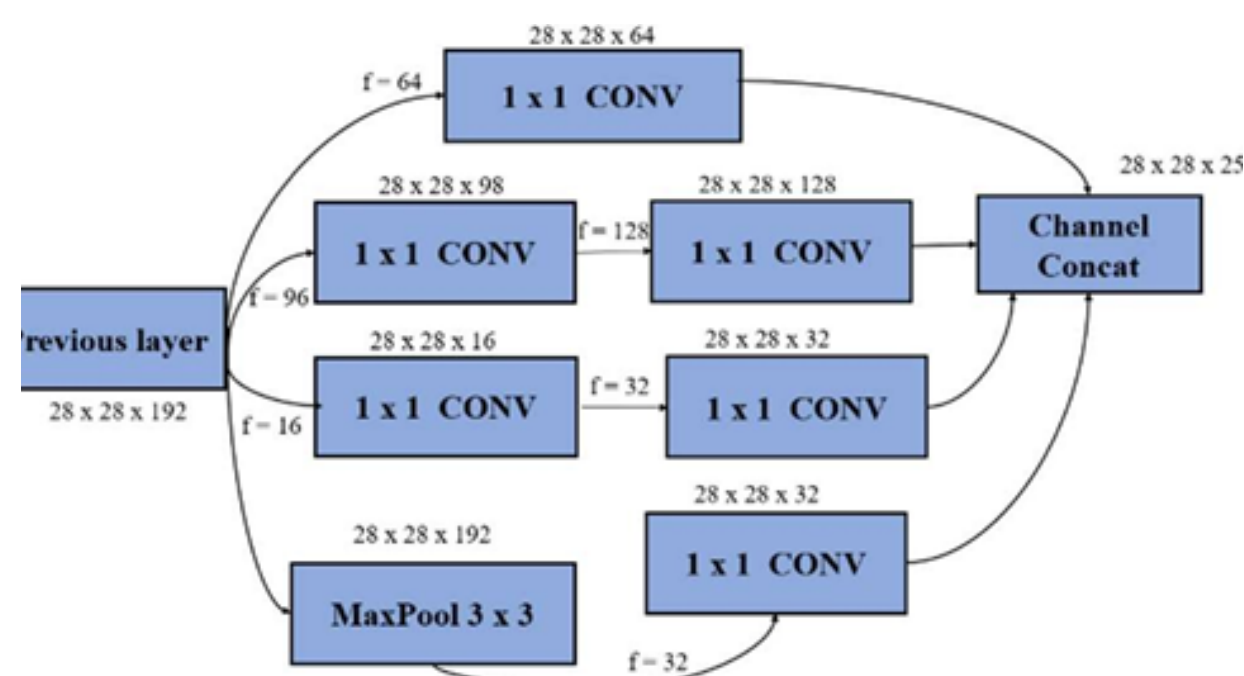 28 x 28 x 64
f = 64
1 x 1 CONV
28 x 28 x 25
28 x 28 x 98
28 x 28 x 128
1 x 1 CONV
f = 128
1 x 1 CONV
Channel
Concat
f = 96
revious layer
28 x 28 x 192
28 x 28 x 16
28 x 28 x 32
1 x 1 CONV
f = 32
1 x 1 CONV
f = 16
28 x 28 x 32
28 x 28 x 192
1 x 1 CONV
MaxPool 3 x 3
f = 32